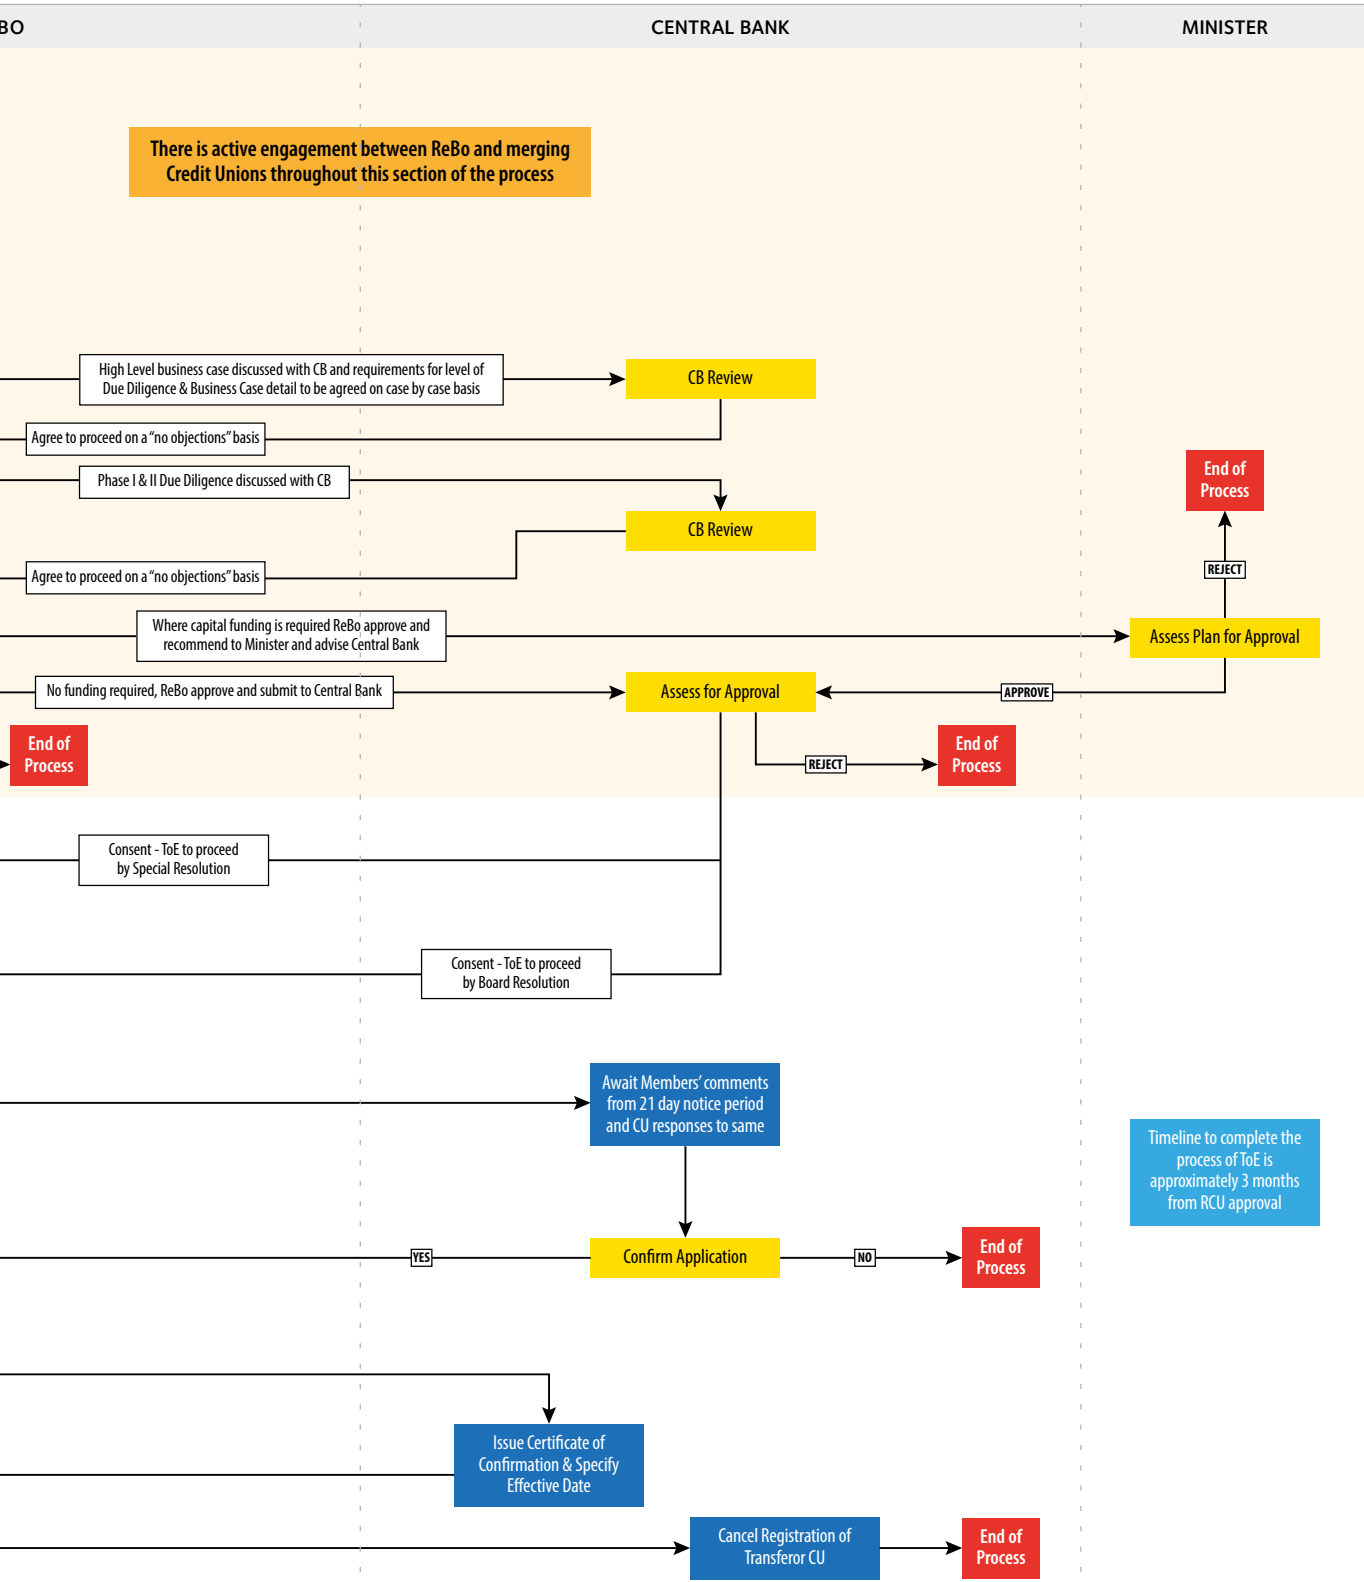 BO
CENTRAL BANK
MINISTER
There is active engagement between ReBo and merging
Credit Unions throughout this section of the process
High Level business case discussed with CB and requirements for level of
Due Diligence & Business Case detail to be agreed on case by case basis
CB Review
Agree to proceed on a “no objections” basis
Phase I & II Due Diligence discussed with CB
End of
Process
CB Review
Agree to proceed on a “no objections” basis
REJECT
Where capital funding is required ReBo approve and
recommend to Minister and advise Central Bank
Assess Plan for Approval
No funding required, ReBo approve and submit to Central Bank
Assess for Approval
APPROVE
End of
Process
REJECT
End of
Process
Consent - ToE to proceed
by Special Resolution
Consent - ToE to proceed
by Board Resolution
Await Members’ comments
from 21 day notice period
and CU responses to same
Timeline to complete the
process of ToE is
approximately 3 months
from RCU approval
YES
Confirm Application
NO
End of
Process
Issue Certificate of
Confirmation & Specify
Effective Date
Cancel Registration of
Transferor CU
End of
Process